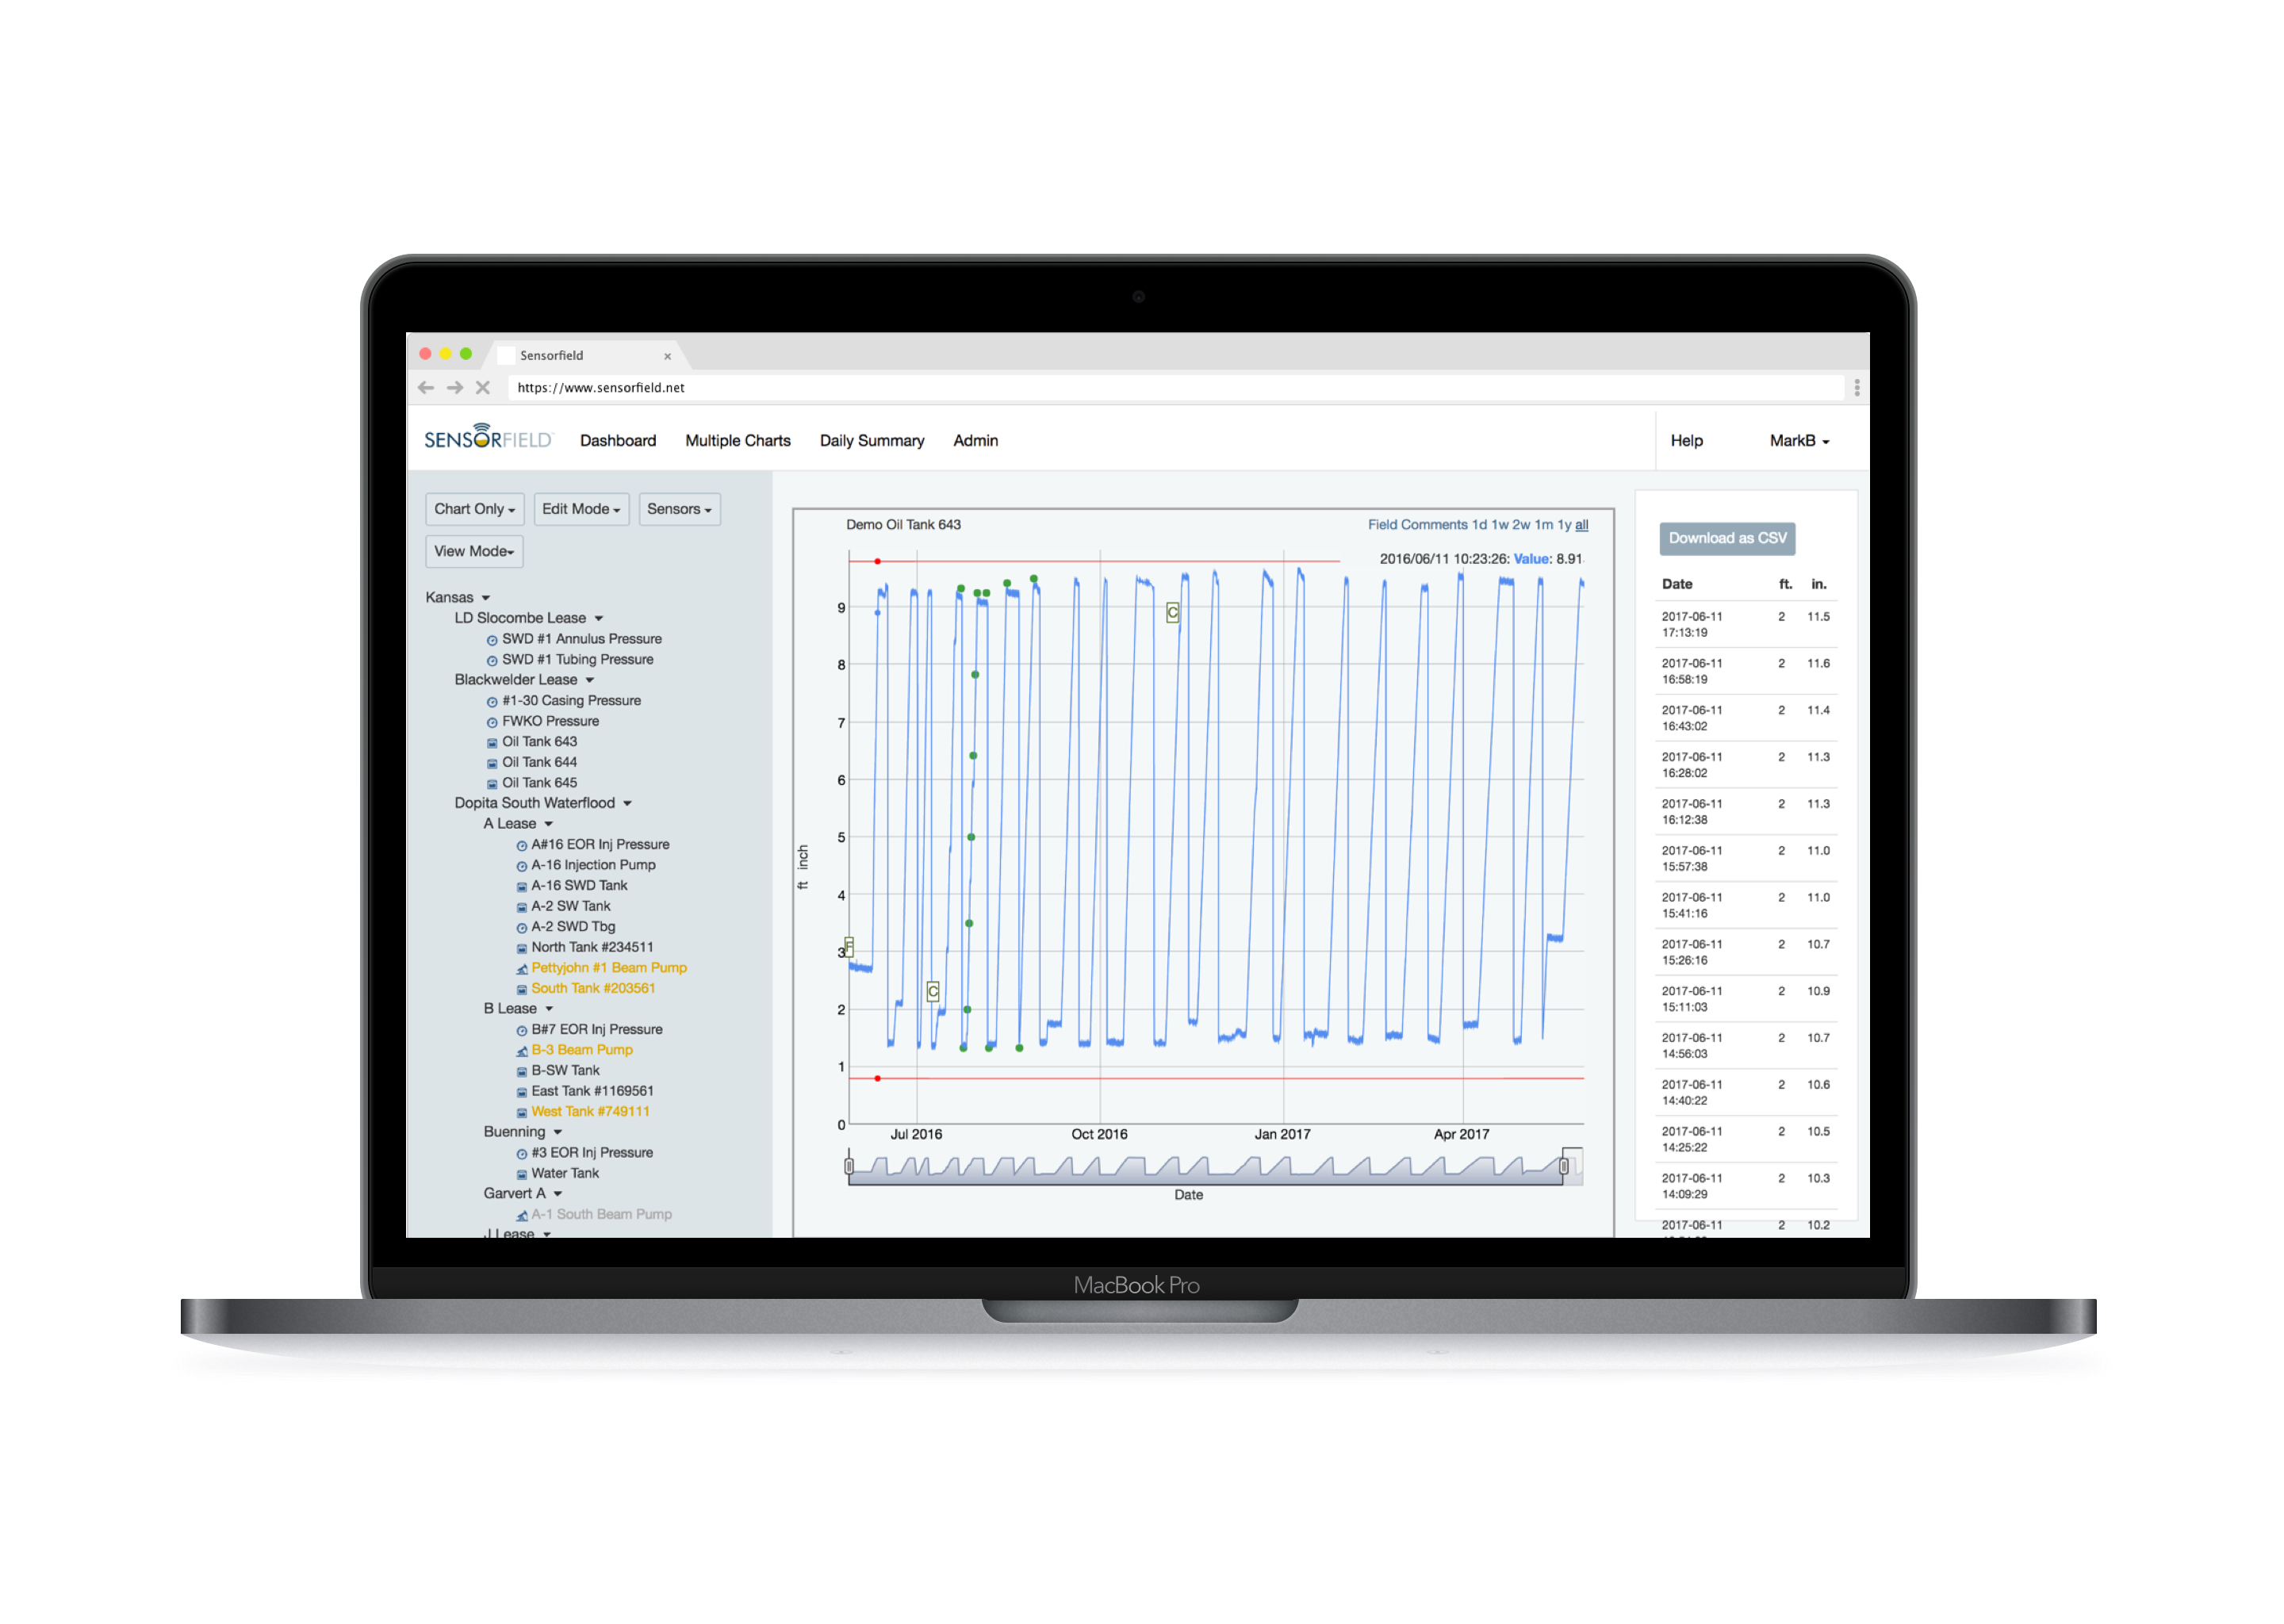 Sensorfield
https://www.sensorfield.net
SENSORFIELD Dashboard Multiple Charts Daily Summary Admin Help MarkB
Chart Only Edit Mode Sensors
View Mode
Kansas
LD Slocombe Lease
SWD #1 Annulus Pressure
SWD #1 Tubing Pressure
Blackwelder Lease
#1-30 Casing Pressure
FWKO Pressure
Oil Tank 643
Oil Tank 644
Oil Tank 645
Dopita South Waterflood
A Lease
A#16 EOR Inj Pressure
A-16 Injection Pump
A-16 SWD Tank
A-2 SW Tank
A-2 SWD Tbg
North Tank #234511
Pettyjohn #1 Beam Pump
South Tank #203561
B Lease
B#7 EOR Inj Pressure
B-3 Beam Pump
B-SW Tank
East Tank #1169561
West Tank #749111
Buenning
#3 EOR Inj Pressure
Water Tank
Garvert A
A-1 South Beam Pump
J Lease
Demo Oil Tank 643
Field Comments 1d 1w 2w 1m 1y all
2016/06/11 10:23:26: Value: 8.91
9
8
7
6
5
4
3
2
1
0
ft inch
F
C
C
Jul 2016 Oct 2016 Jan 2017 Apr 2017
Date
Download as CSV
Date ft. in.
2017-06-11 2 11.5
17:13:19
2017-06-11 2 11.6
16:58:19
2017-06-11 2 11.4
16:43:02
2017-06-11 2 11.3
16:28:02
2017-06-11 2 11.3
16:12:38
2017-06-11 2 11.0
15:57:38
2017-06-11 2 11.0
15:41:16
2017-06-11 2 10.7
15:26:16
2017-06-11 2 10.9
15:11:03
2017-06-11 2 10.7
14:56:03
2017-06-11 2 10.6
14:40:22
2017-06-11 2 10.5
14:25:22
2017-06-11 2 10.3
14:09:29
2017-06-11 2 10.2
MacBook Pro